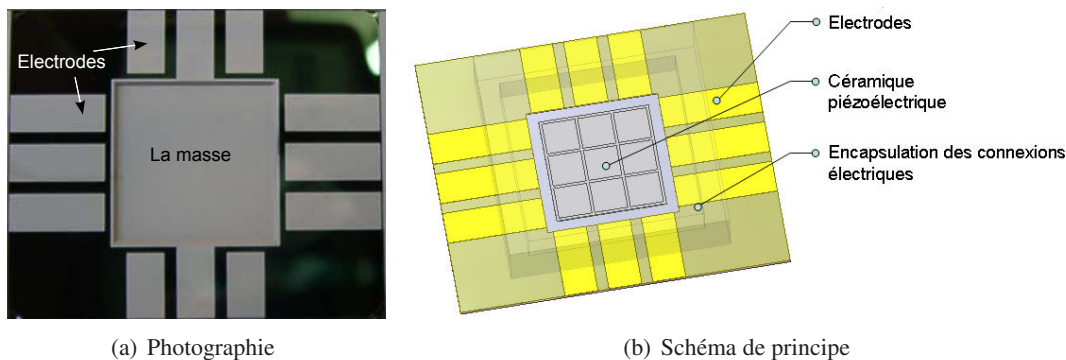 Electrodes
La masse
Electrodes
Céramique
piézoélectrique
Encapsulation des connexions
électriques
(a) Photographie
(b) Schéma de principe